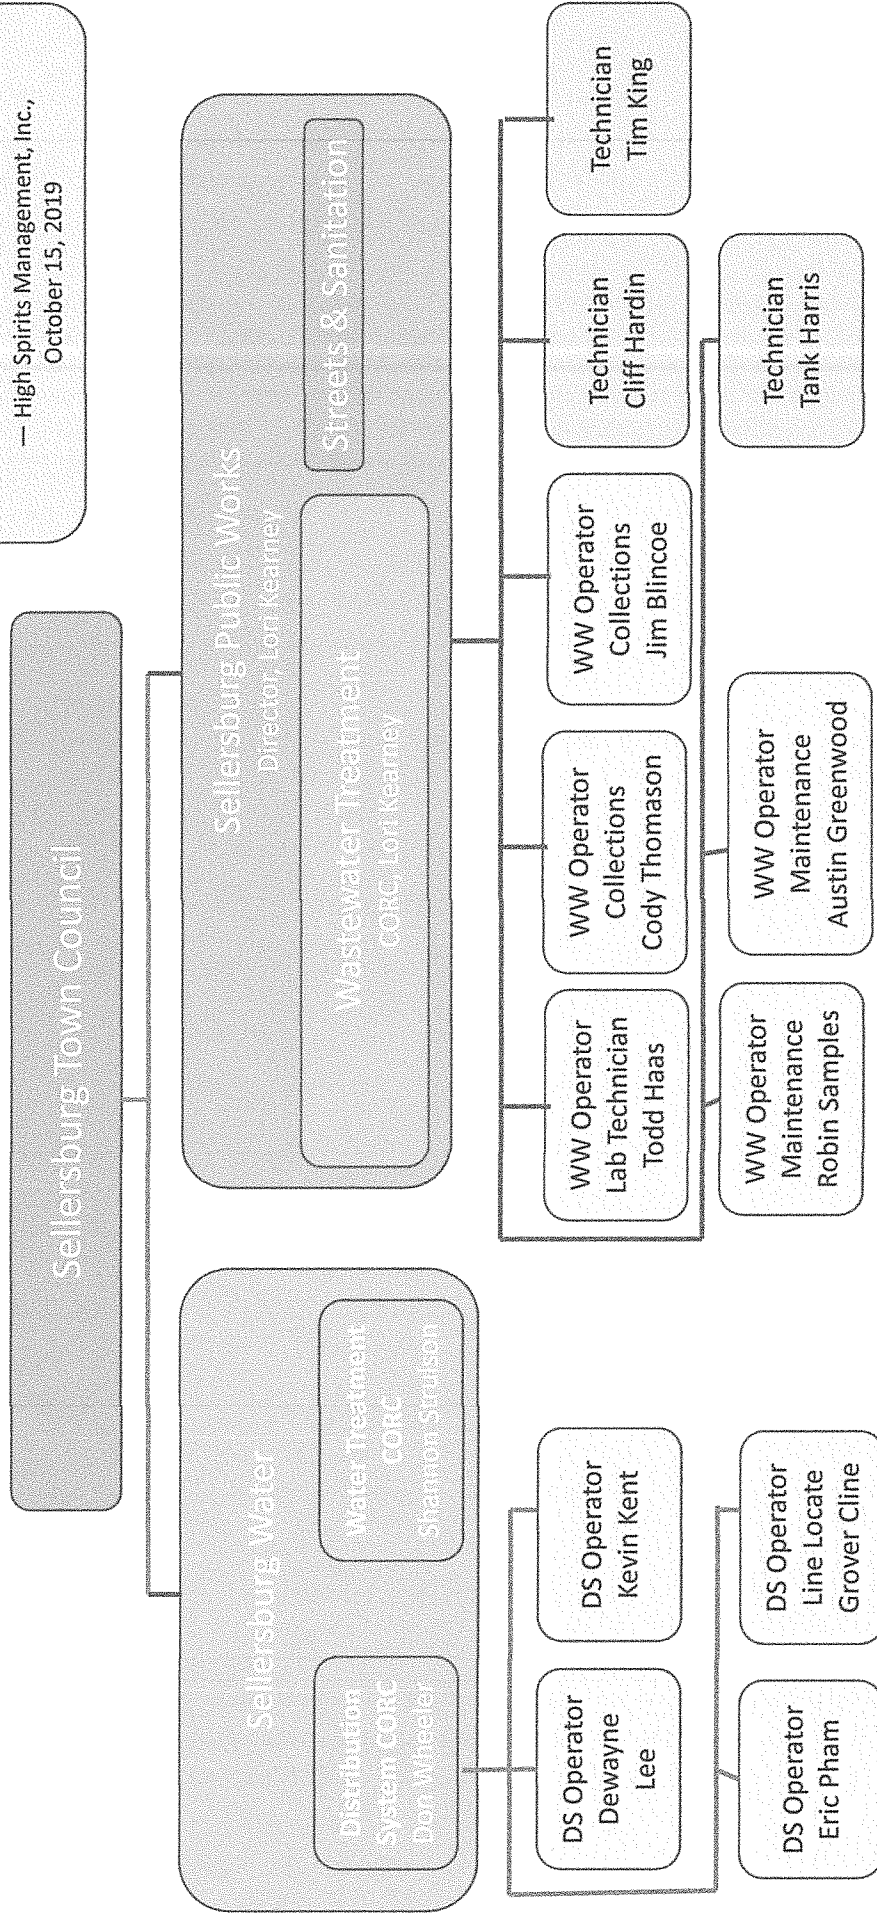 — High Spirits Management, Inc.,
October 15, 2019
Sellersburg Town Council
Sellersburg Water
Distribution
System CORC
Don Wheeler
Water Treatment
CORC
Shannon
Sellersburg Public Works
Director, Lori Kearney
Wastewater Treatment
CORC, Lori Kearney
Streets & Sanitation
DS Operator
Dewayne
Lee
DS Operator
Kevin Kent
DS Operator
Eric Pham
DS Operator
Line Locate
Grover Cline
WW Operator
Lab Technician
Todd Haas
WW Operator
Collections
Cody Thomason
WW Operator
Collections
Jim Blincoe
Technician
Cliff Hardin
Technician
Tim King
WW Operator
Maintenance
Robin Samples
WW Operator
Maintenance
Austin Greenwood
Technician
Tank Harris